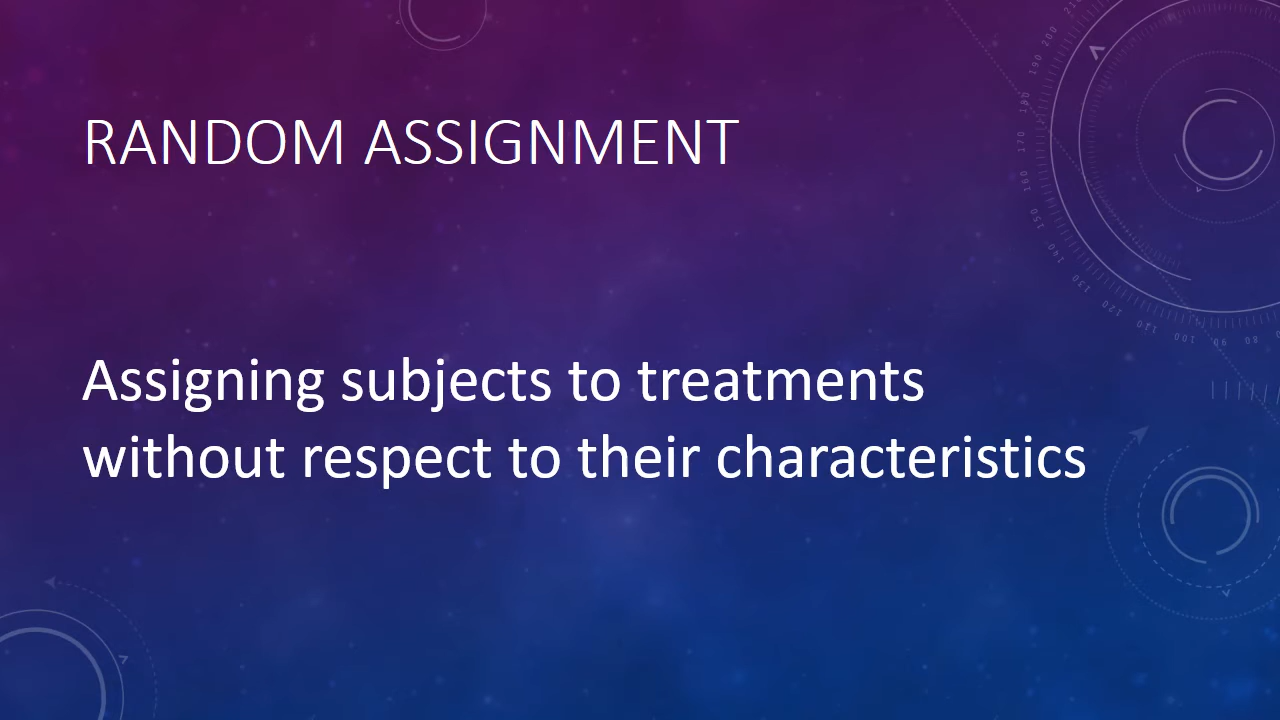 RANDOM ASSIGNMENT
Assigning subjects to treatments
without respect to their characteristics